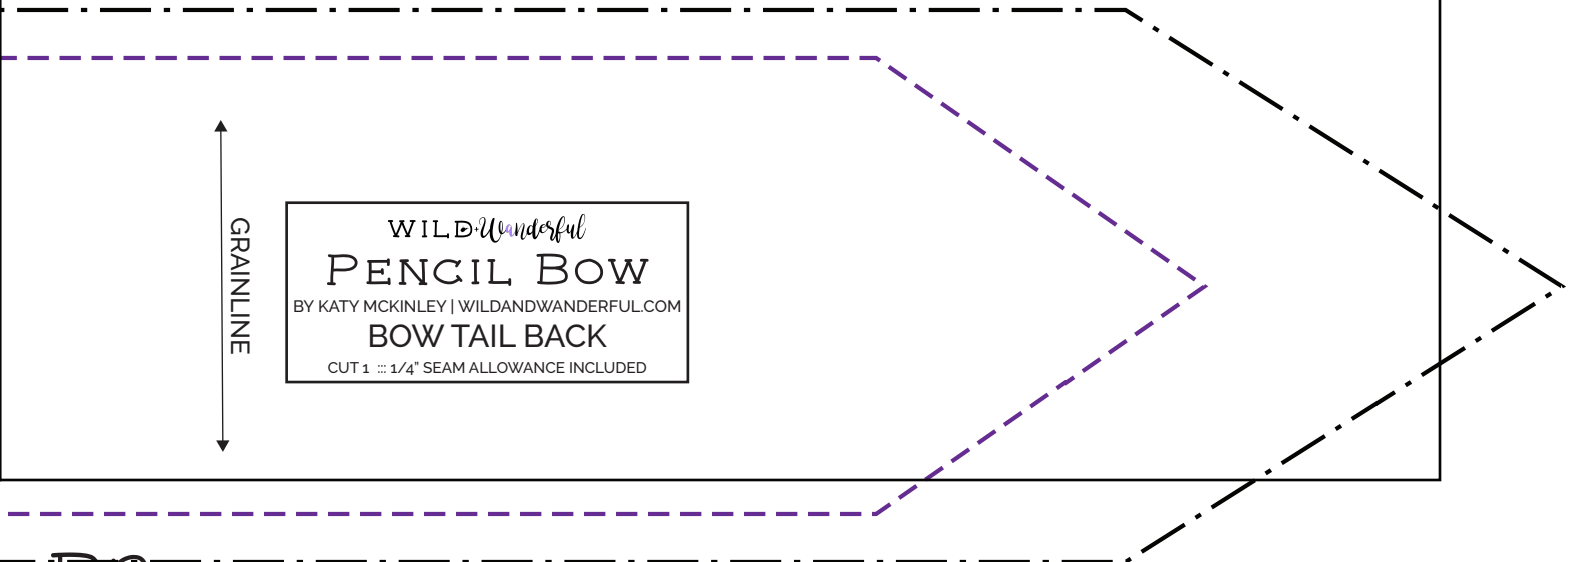 GRAINLINE
WILD+Wanderful
PENCIL BOW
BY KATY MCKINLEY | WILDANDWANDERFUL.COM
BOW TAIL BACK
CUT 1 ::: 1/4” SEAM ALLOWANCE INCLUDED